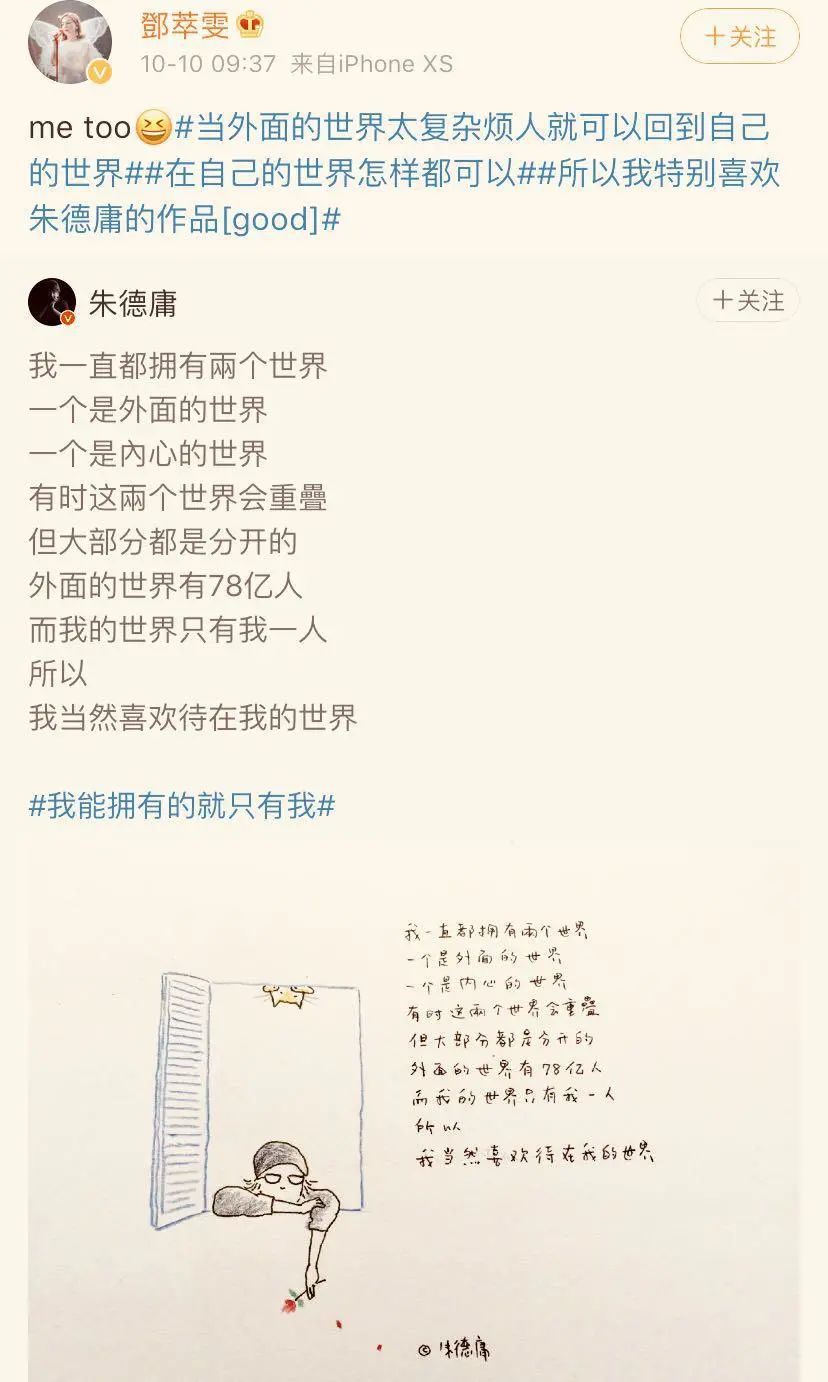 鄧萃雯
＋关注
10-10 09:37 来自iPhone XS
me too😆#当外面的世界太复杂烦人就可以回到自己
的世界##在自己的世界怎样都可以##所以我特别喜欢
朱德庸的作品[good]#
朱德庸
＋关注
我一直都拥有兩个世界
一个是外面的世界
一个是內心的世界
有时这兩个世界会重疊
但大部分都是分开的
外面的世界有78亿人
而我的世界只有我一人
所以
我当然喜欢待在我的世界
#我能拥有的就只有我#
我一直都拥有兩个世界
一个是外面的世界
一个是内心的世界
有时这兩个世界会重疊
但大部分都是分开的
外面的世界有78亿人
而我的世界只有我一人
所以
我当然喜欢待在我的世界
© 朱德庸